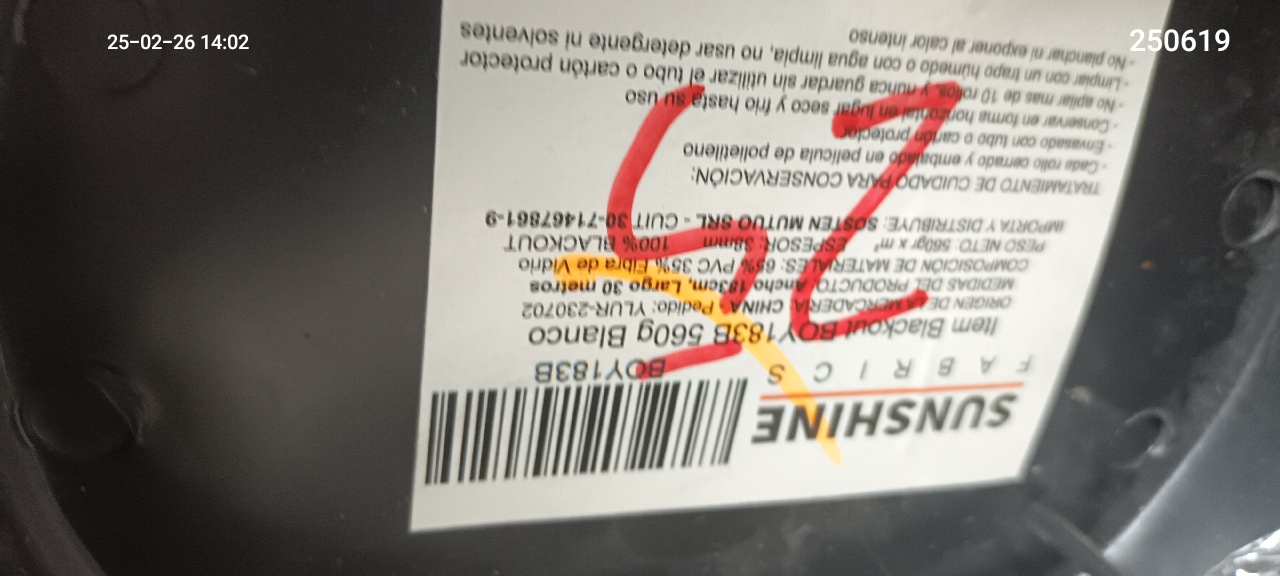 25-02-26 14:02
250619
SUNSHINE
FABRICS
BOY183B
Item Blackout BOY183B 560g Blanco
ORIGEN DE LA MERCADERÍA: CHINA - Pedido: YLUR-230702
MEDIDAS DEL PRODUCTO: Ancho 183cm, Largo 30 metros
COMPOSICIÓN DE MATERIALES: 65% PVC 35% Fibra de Vidrio
PESO NETO: 560gr x m² ESPESOR: 38mm 100% BLACKOUT
IMPORTA Y DISTRIBUYE: SOSTEN MUTUO SRL - CUIT 30-71467861-9
TRATAMIENTO DE CUIDADO PARA CONSERVACIÓN:
- Cada rollo cerrado y embalado en película de polietileno
- Envasado con tubo o cartón protector
- Conservar en forma horizontal en lugar seco y frio hasta su uso
- No apilar mas de 10 rollos, y nunca guardar sin utilizar el tubo o cartón protector
- Limpiar con un trapo húmedo o con agua limpia, no usar detergente ni solventes
- No planchar ni exponer al calor intenso
25